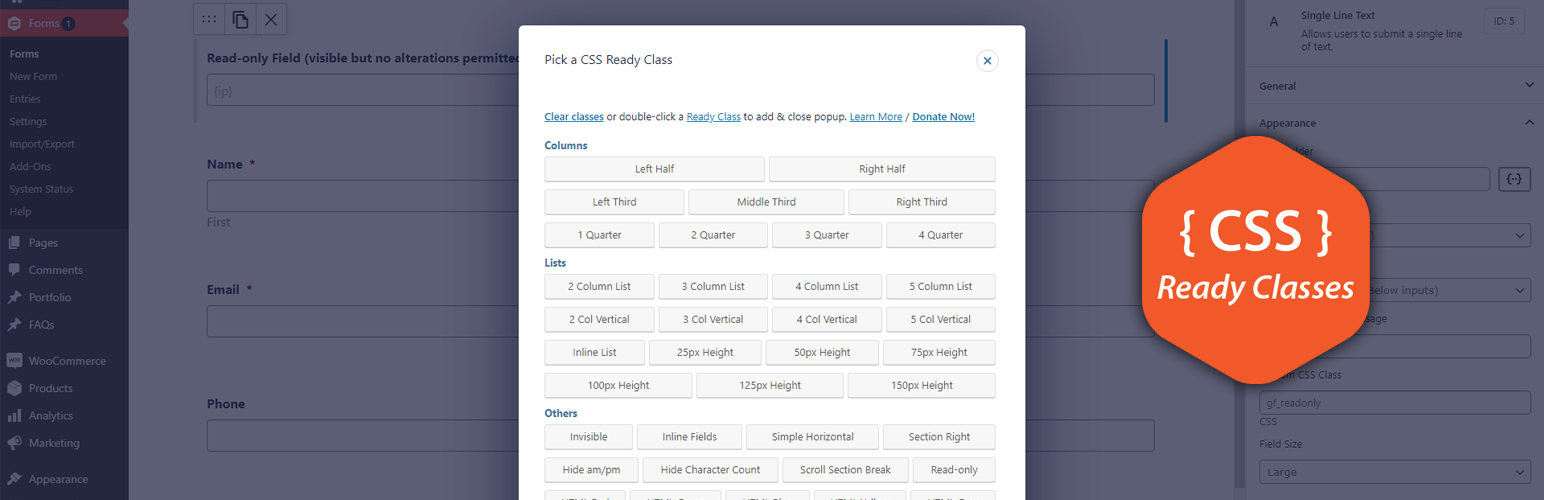 Forms 1
Forms
New Form
Entries
Settings
Import/Export
Add-Ons
System Status
Help
Pages
Comments
Portfolio
FAQs
WooCommerce
Products
Analytics
Marketing
Appearance
Read-only Field (visible but no alterations permitted
{ip}
Name *
First
Email *
Phone
Pick a CSS Ready Class
Clear classes or double-click a Ready Class to add & close popup. Learn More / Donate Now!
Columns
Left Half Right Half
Left Third Middle Third Right Third
1 Quarter 2 Quarter 3 Quarter 4 Quarter
Lists
2 Column List 3 Column List 4 Column List 5 Column List
2 Col Vertical 3 Col Vertical 4 Col Vertical 5 Col Vertical
Inline List 25px Height 50px Height 75px Height
100px Height 125px Height 150px Height
Others
Invisible Inline Fields Simple Horizontal Section Right
Hide am/pm Hide Character Count Scroll Section Break Read-only
A Single Line Text ID: 5
Allows users to submit a single line
of text.
General
Appearance
{ CSS }
Ready Classes
Below inputs)
CSS Class
gf_readonly
CSS
Field Size
Large